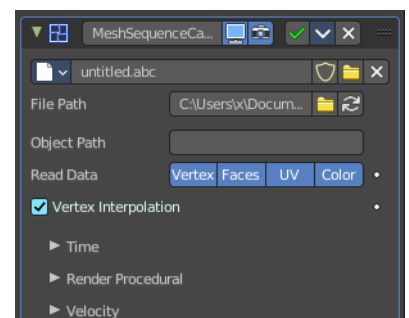 MeshSequenceCa...
untitled.abc
File Path C:\Users\x\Docum...
Object Path
Read Data Vertex Faces UV Color
Vertex Interpolation
Time
Render Procedural
Velocity